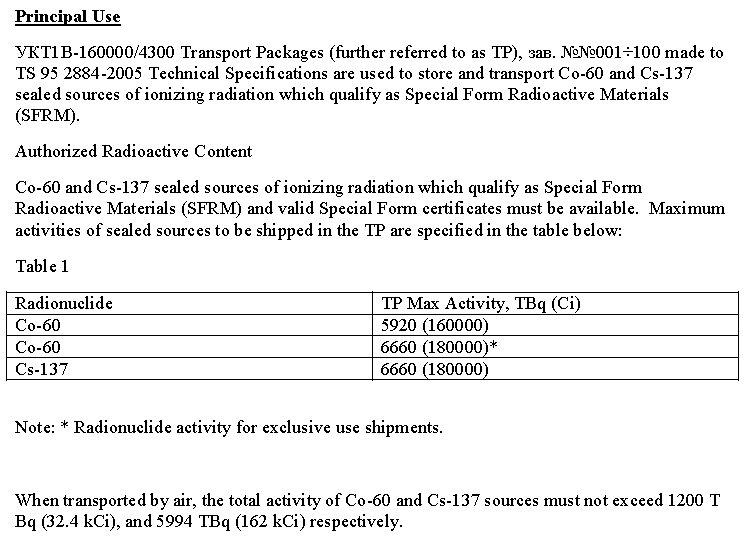 Principal Use
УКТ1В-160000/4300 Transport Packages (further referred to as TP), зав. №№001÷100 made to
TS 95 2884-2005 Technical Specifications are used to store and transport Co-60 and Cs-137
sealed sources of ionizing radiation which qualify as Special Form Radioactive Materials
(SFRM).
Authorized Radioactive Content
Co-60 and Cs-137 sealed sources of ionizing radiation which qualify as Special Form
Radioactive Materials (SFRM) and valid Special Form certificates must be available.  Maximum
activities of sealed sources to be shipped in the TP are specified in the table below:
Table 1
Radionuclide TP Max Activity, TBq (Ci)
Co-60 5920 (160000)
Co-60 6660 (180000)*
Cs-137 6660 (180000)
Note: * Radionuclide activity for exclusive use shipments.
When transported by air, the total activity of Co-60 and Cs-137 sources must not exceed 1200 T
Bq (32.4 kCi), and 5994 TBq (162 kCi) respectively.